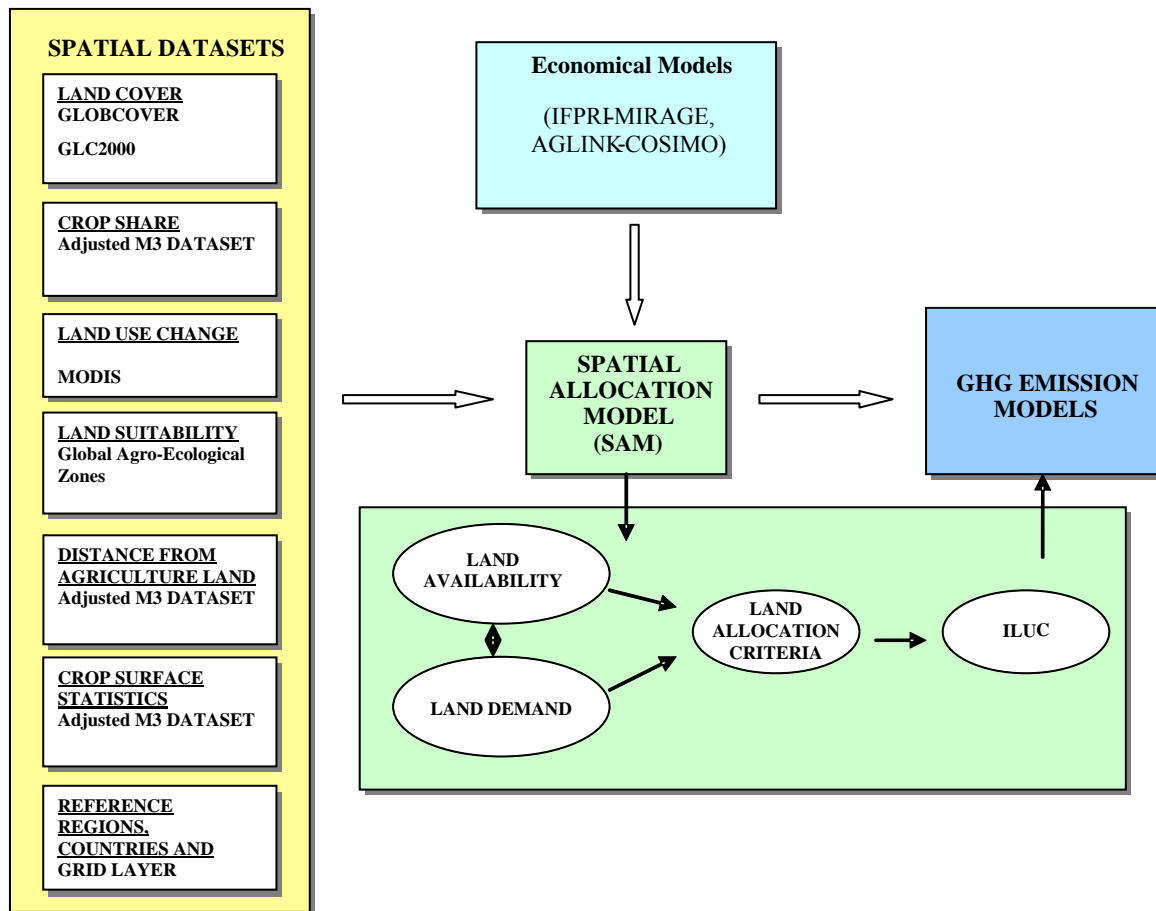 SPATIAL DATASETS
LAND COVER
GLOBCOVER
GLC2000
CROP SHARE
Adjusted M3 DATASET
LAND USE CHANGE
MODIS
LAND SUITABILITY
Global Agro-Ecological
Zones
DISTANCE FROM
AGRICULTURE LAND
Adjusted M3 DATASET
CROP SURFACE
STATISTICS
Adjusted M3 DATASET
REFERENCE
REGIONS,
COUNTRIES AND
GRID LAYER
Economical Models
(IFPRI-MIRAGE,
AGLINK-COSIMO)
SPATIAL
ALLOCATION
MODEL
(SAM)
GHG EMISSION
MODELS
LAND
AVAILABILITY
LAND DEMAND
LAND
ALLOCATION
CRITERIA
ILUC